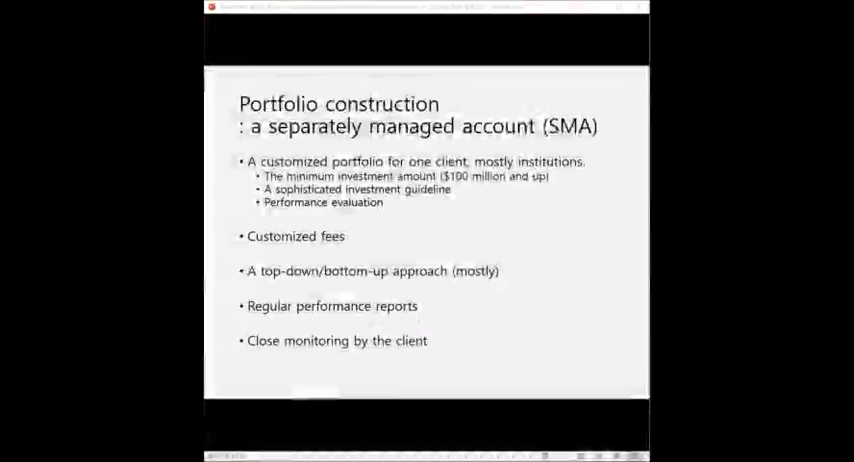 Portfolio construction
: a separately managed account (SMA)
• A customized portfolio for one client, mostly institutions.
• The minimum investment amount ($100 million and up)
• A sophisticated investment guideline
• Performance evaluation
• Customized fees
• A top-down/bottom-up approach (mostly)
• Regular performance reports
• Close monitoring by the client